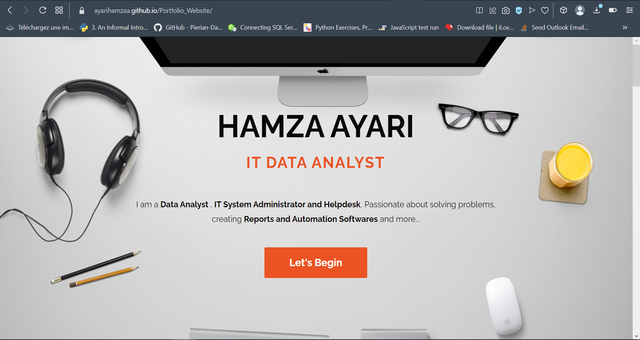 ayarihamzaa.github.io/Portfolio_Website/
Téléchargez une im... 3. An Informal Intro... GitHub - Pierian-Da... Connecting SQL Ser... Python Exercises, Pr... JavaScript test run Download file | iLov... Send Outlook Email...
HAMZA AYARI
IT DATA ANALYST
I am a Data Analyst , IT System Administrator and Helpdesk, Passionate about solving problems,
creating Reports and Automation Softwares and more...
Let's Begin